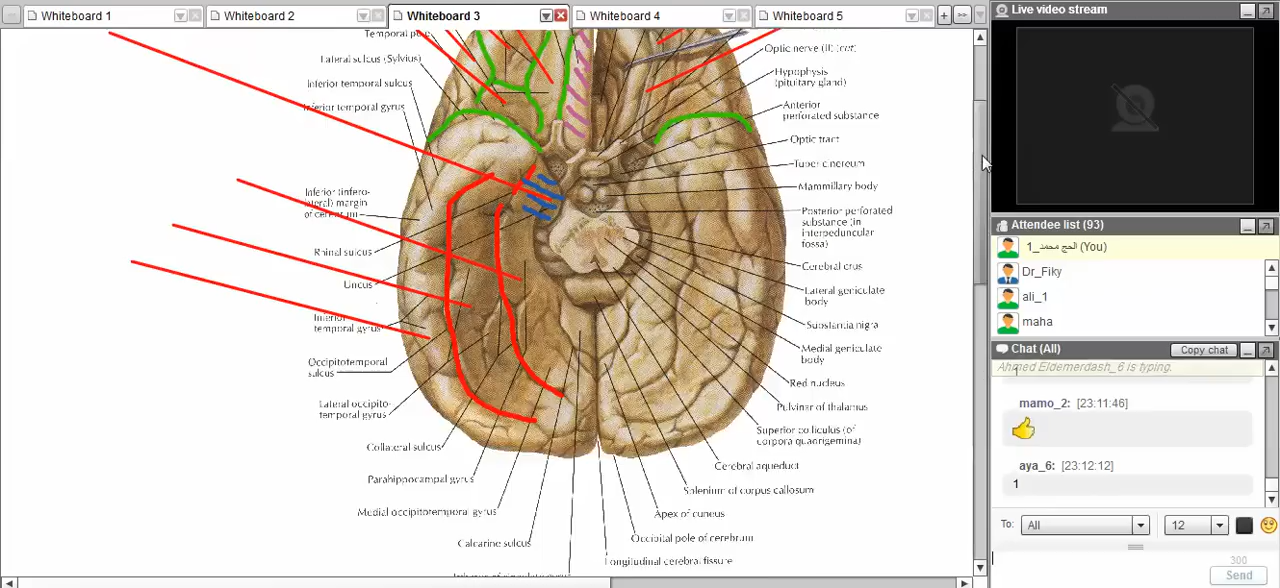 Whiteboard 1
Whiteboard 2
Whiteboard 3
Whiteboard 4
Whiteboard 5
Live video stream
Temporal pole
Lateral sulcus (Sylvius)
Inferior temporal sulcus
Inferior temporal gyrus
Inferior (infero-
lateral) margin
of cerebrum
Rhinal sulcus
Uncus
Inferior
temporal gyrus
Occipitotemporal
sulcus
Lateral occipito-
temporal gyrus
Collateral sulcus
Parahippocampal gyrus
Medial occipitotemporal gyrus
Calcarine sulcus
Optic nerve (II) (cut)
Hypophysis
(pituitary gland)
Anterior
perforated substance
Optic tract
Tuber cinereum
Mammillary body
Posterior perforated
substance (in
interpeduncular
fossa)
Cerebral crus
Lateral geniculate
body
Substantia nigra
Medial geniculate
body
Red nucleus
Pulvinar of thalamus
Superior colliculus (of
corpora quadrigemina)
Cerebral aqueduct
Splenium of corpus callosum
Apex of cuneus
Occipital pole of cerebrum
Longitudinal cerebral fissure
Attendee list (93)
الحج محمد_1 (You)
Dr_Fiky
ali_1
maha
Chat (All)
Copy chat
Ahmed Eldemerdash_6 is typing.
mamo_2: [23:11:46]
aya_6: [23:12:12]
1
To: All
12
300
Send